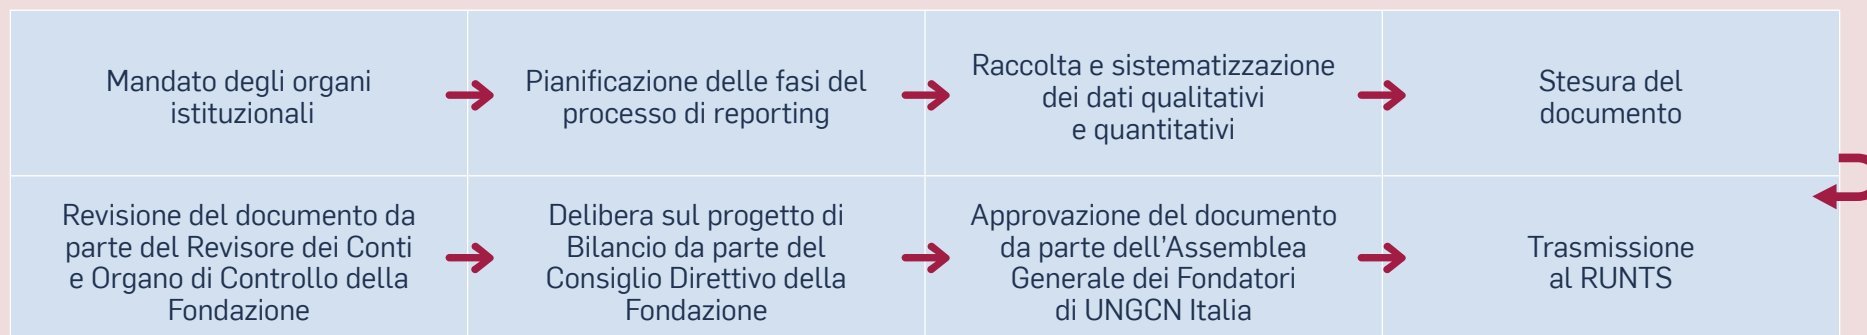 Mandato degli organi
istituzionali
Pianificazione delle fasi del
processo di reporting
Raccolta e sistematizzazione
dei dati qualitativi
e quantitativi
Stesura del
documento
Revisione del documento da
parte del Revisore dei Conti
e Organo di Controllo della
Fondazione
Delibera sul progetto di
Bilancio da parte del
Consiglio Direttivo della
Fondazione
Approvazione del documento
da parte dell'Assemblea
Generale dei Fondatori
di UNGCN Italia
Trasmissione
al RUNTS